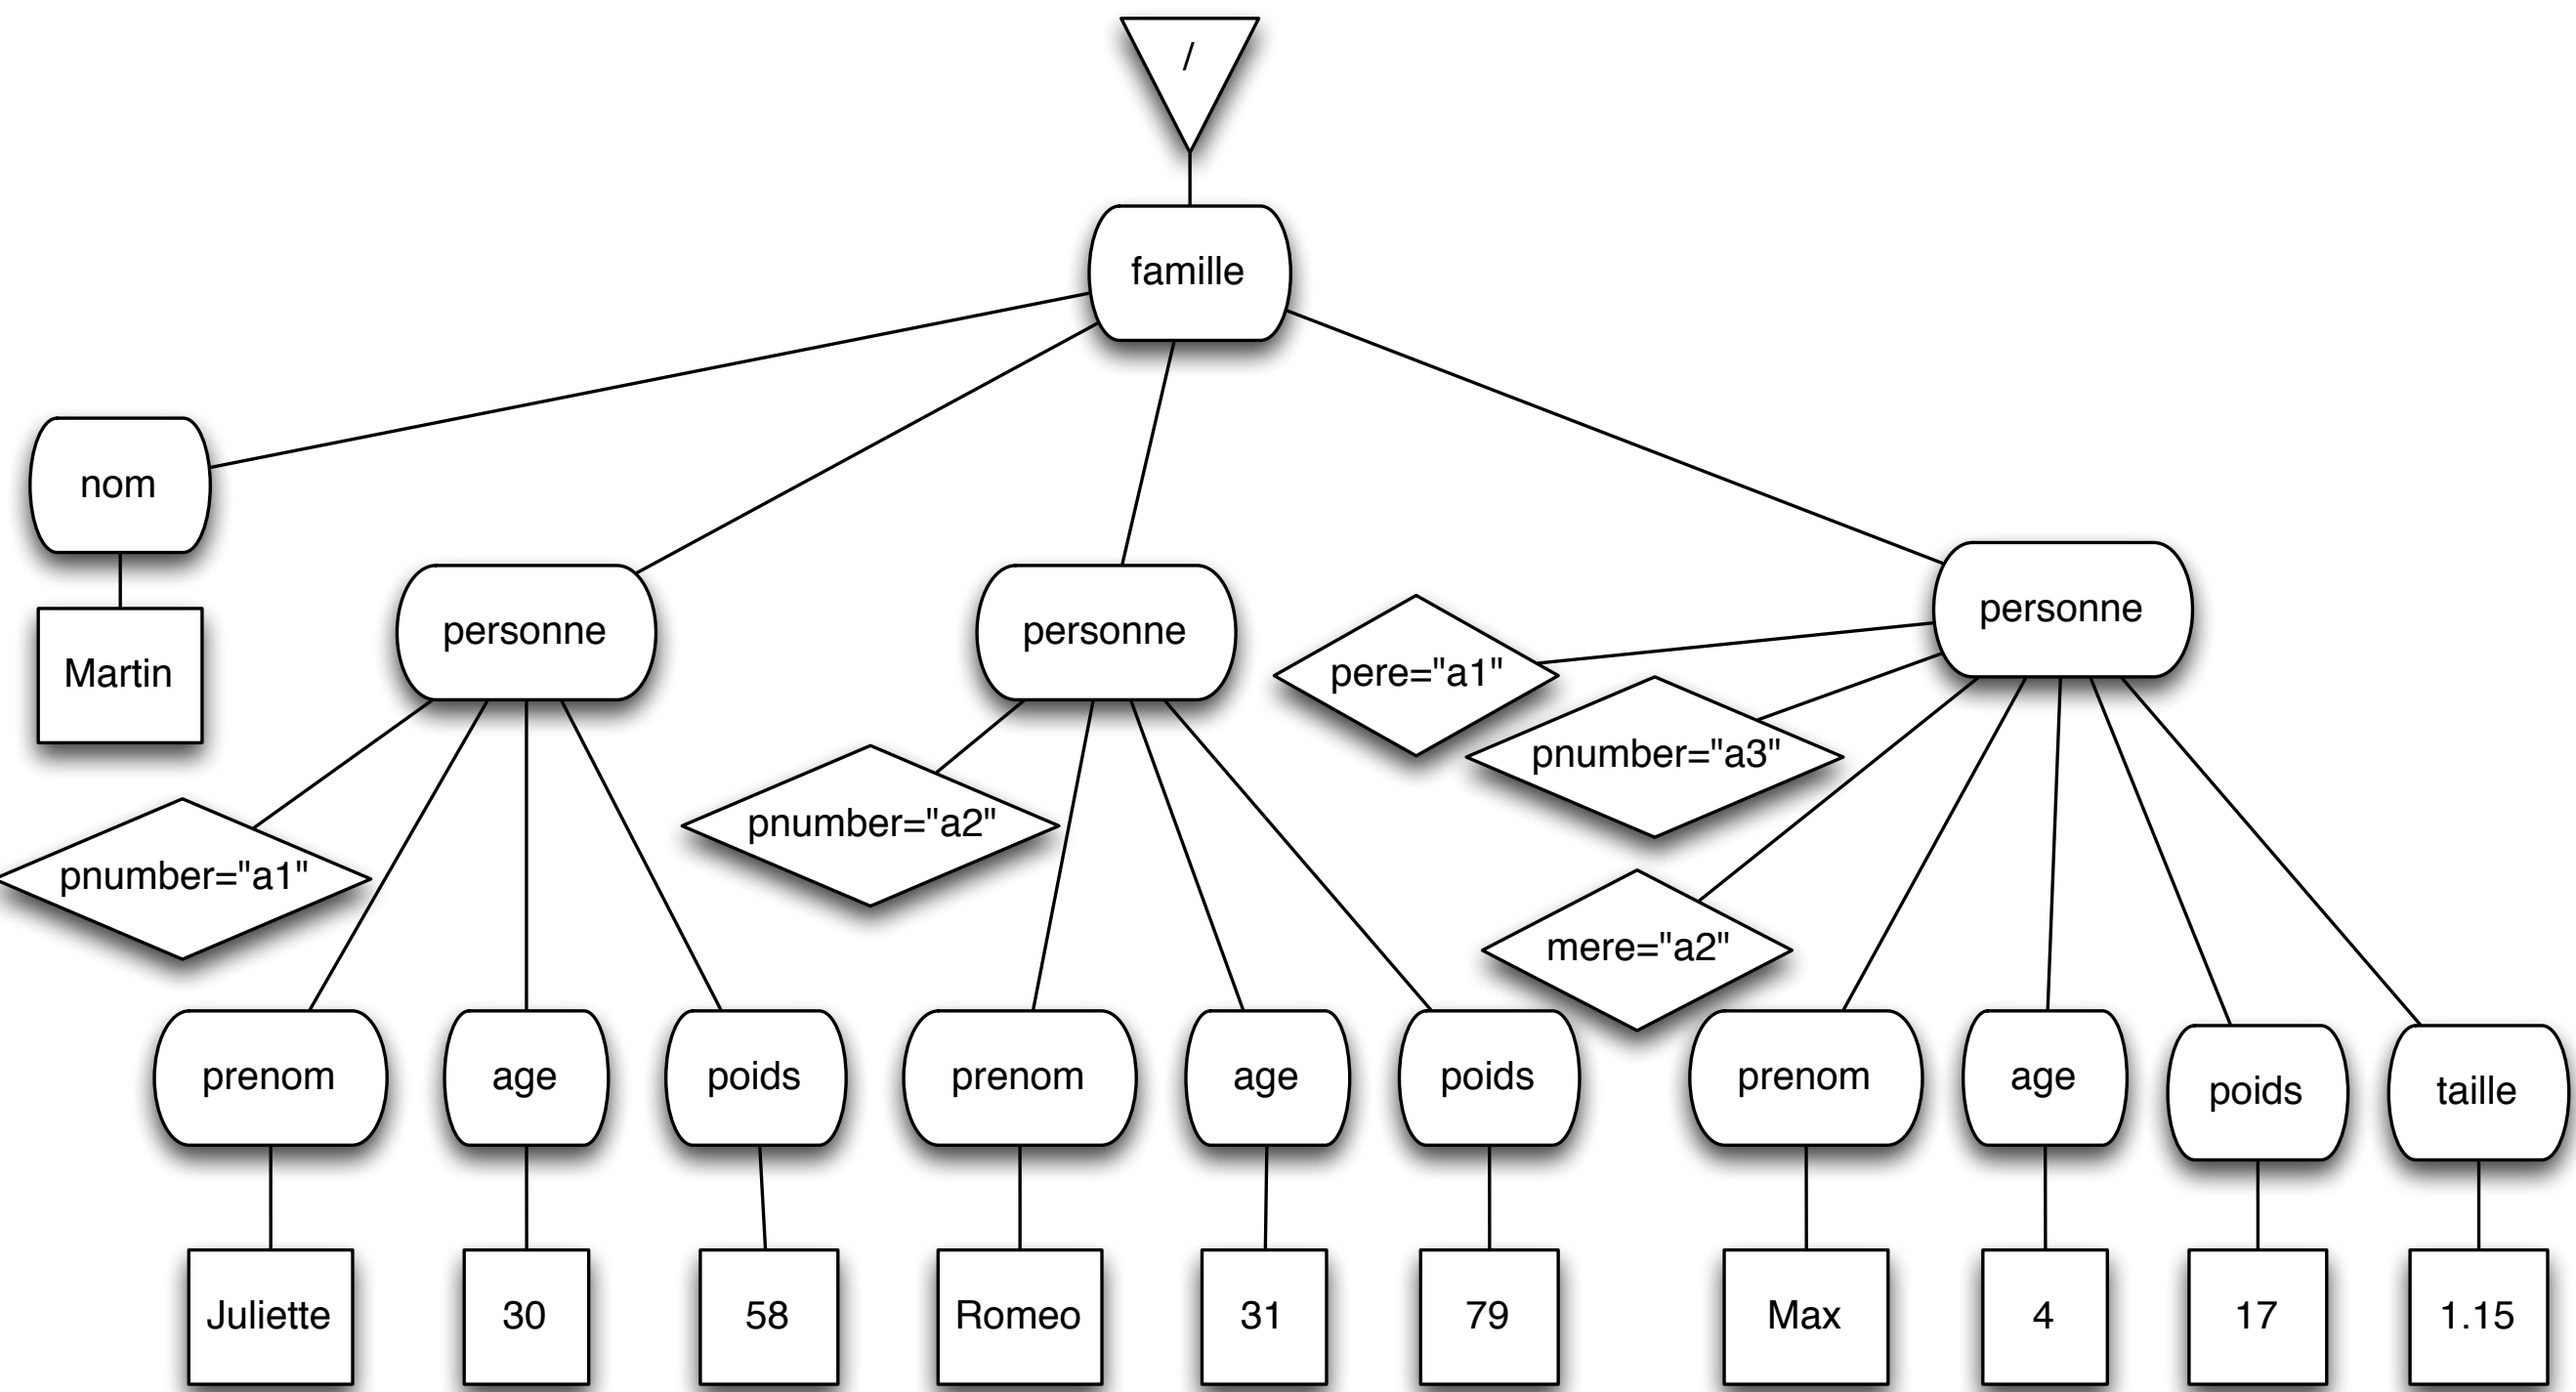 /
famille
nom
Martin
personne
personne
personne
pere="a1"
pnumber="a3"
pnumber="a2"
pnumber="a1"
mere="a2"
prenom
age
poids
prenom
age
poids
prenom
age
poids
taille
Juliette
30
58
Romeo
31
79
Max
4
17
1.15